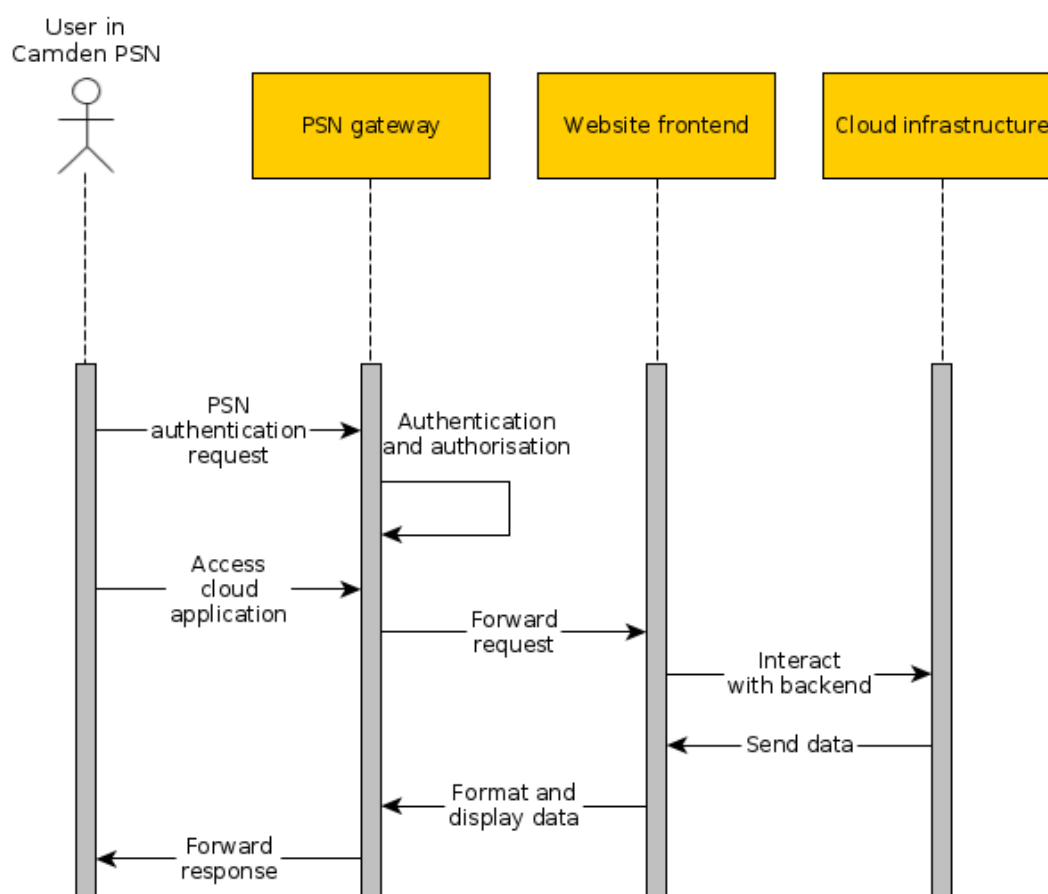 User in
Camden PSN
PSN gateway
Website frontend
Cloud infrastructure
PSN
authentication
request
Authentication
and authorisation
Access
cloud
application
Forward
request
Interact
with backend
Send data
Format and
display data
Forward
response